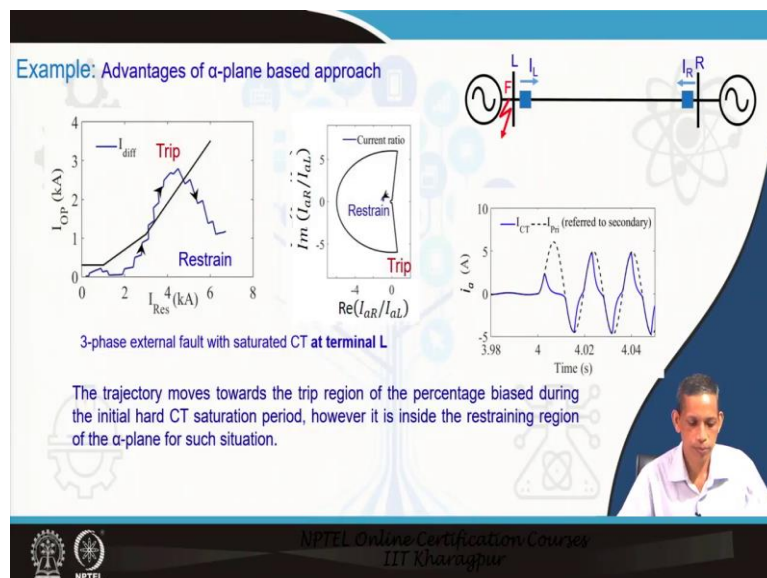 Example: Advantages of α-plane based approach
L I_L I_R R
F
I_diff Trip
I_OP (kA)
4
3
2
1
0
Restrain
0 2 4 6 8
I_Res (kA)
Current ratio
Im (I_aR/I_aL)
5
0
-5
Restrain
Trip
-4 0
Re(I_aR/I_aL)
I_CT I_Pri (referred to secondary)
i_a (A)
10
5
0
-5
3.98 4 4.02 4.04
Time (s)
3-phase external fault with saturated CT at terminal L
The trajectory moves towards the trip region of the percentage biased during
the initial hard CT saturation period, however it is inside the restraining region
of the α-plane for such situation.
NPTEL Online Certification Courses
IIT Kharagpur
NPTEL